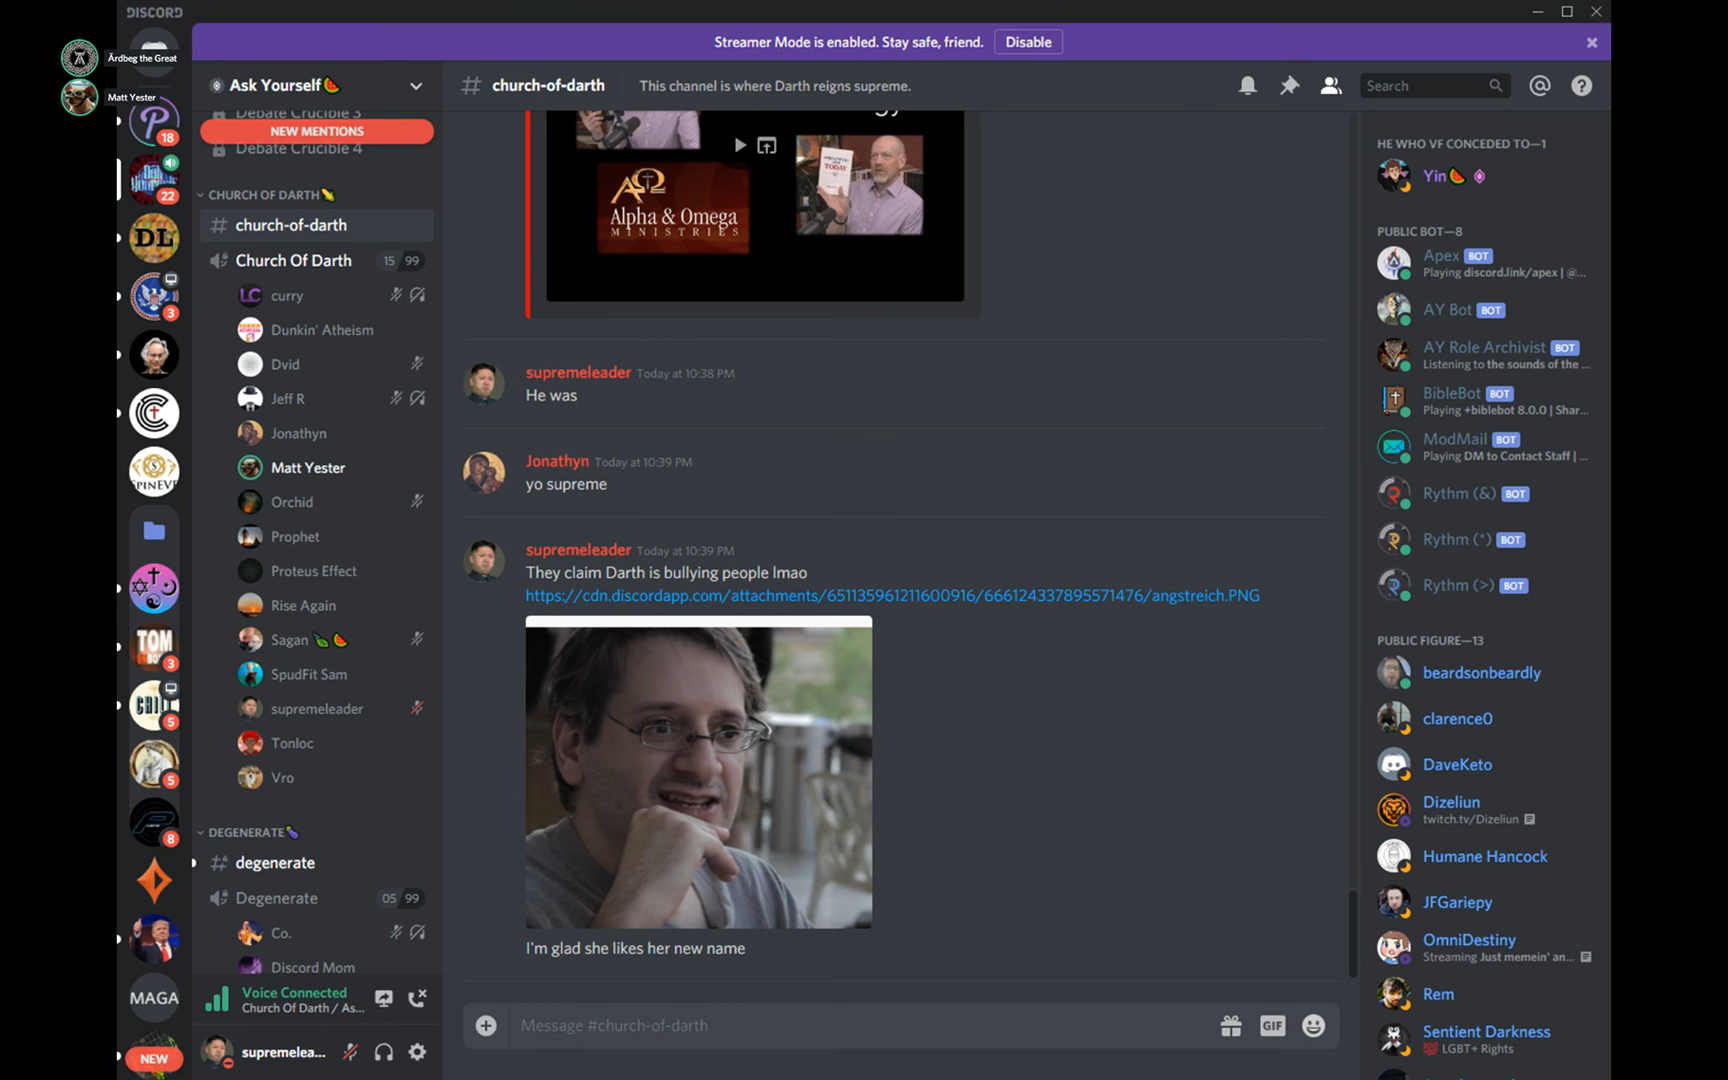 DISCORD
Ärdbeg the Great
Matt Yester
Streamer Mode is enabled. Stay safe, friend.
Disable
Ask Yourself🍉
Debate Crucible 3
NEW MENTIONS
Debate Crucible 4
CHURCH OF DARTH🌽
church-of-darth
Church Of Darth
15 99
curry
Dunkin' Atheism
Dvid
Jeff R
Jonathyn
Matt Yester
Orchid
Prophet
Proteus Effect
Rise Again
Sagan 🍉
SpudFit Sam
supremeleader
Tonloc
Vro
DEGENERATE🍆
degenerate
Degenerate
05 99
Co.
Discord Mom
Voice Connected
Church Of Darth / As...
supremelea...
18
22
DL
3
TOM
3
CHILL
5
5
8
MAGA
NEW
church-of-darth
This channel is where Darth reigns supreme.
Search
gy
TODAY
Alpha & Omega
MINISTRIES
supremeleader Today at 10:38 PM
He was
Jonathyn Today at 10:39 PM
yo supreme
supremeleader Today at 10:39 PM
They claim Darth is bullying people lmao
https://cdn.discordapp.com/attachments/651135961211600916/666124337895571476/angstreich.PNG
I'm glad she likes her new name
Message #church-of-darth
GIF
HE WHO VF CONCEDED TO—1
Yin🍉
PUBLIC BOT—8
Apex BOT
Playing discord.link/apex | @...
AY Bot BOT
AY Role Archivist BOT
Listening to the sounds of the ...
BibleBot BOT
Playing +biblebot 8.0.0 | Shar...
ModMail BOT
Playing DM to Contact Staff | ...
Rythm (&) BOT
Rythm (*) BOT
Rythm (>) BOT
PUBLIC FIGURE—13
beardsonbeardly
clarence0
DaveKeto
Dizeliun
twitch.tv/Dizeliun
Humane Hancock
JFGariepy
OmniDestiny
Streaming Just memein' an...
Rem
Sentient Darkness
💯 LGBT+ Rights